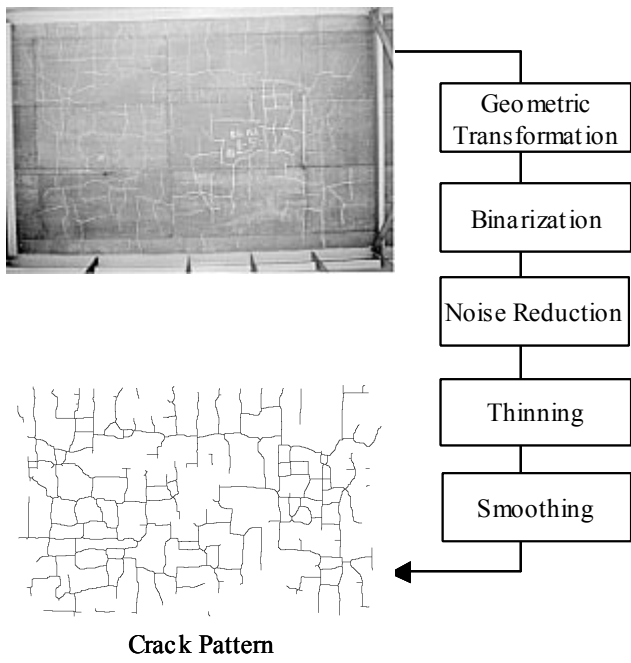 Geometric
Transformation
Binarization
Noise Reduction
Thinning
Smoothing
Crack Pattern